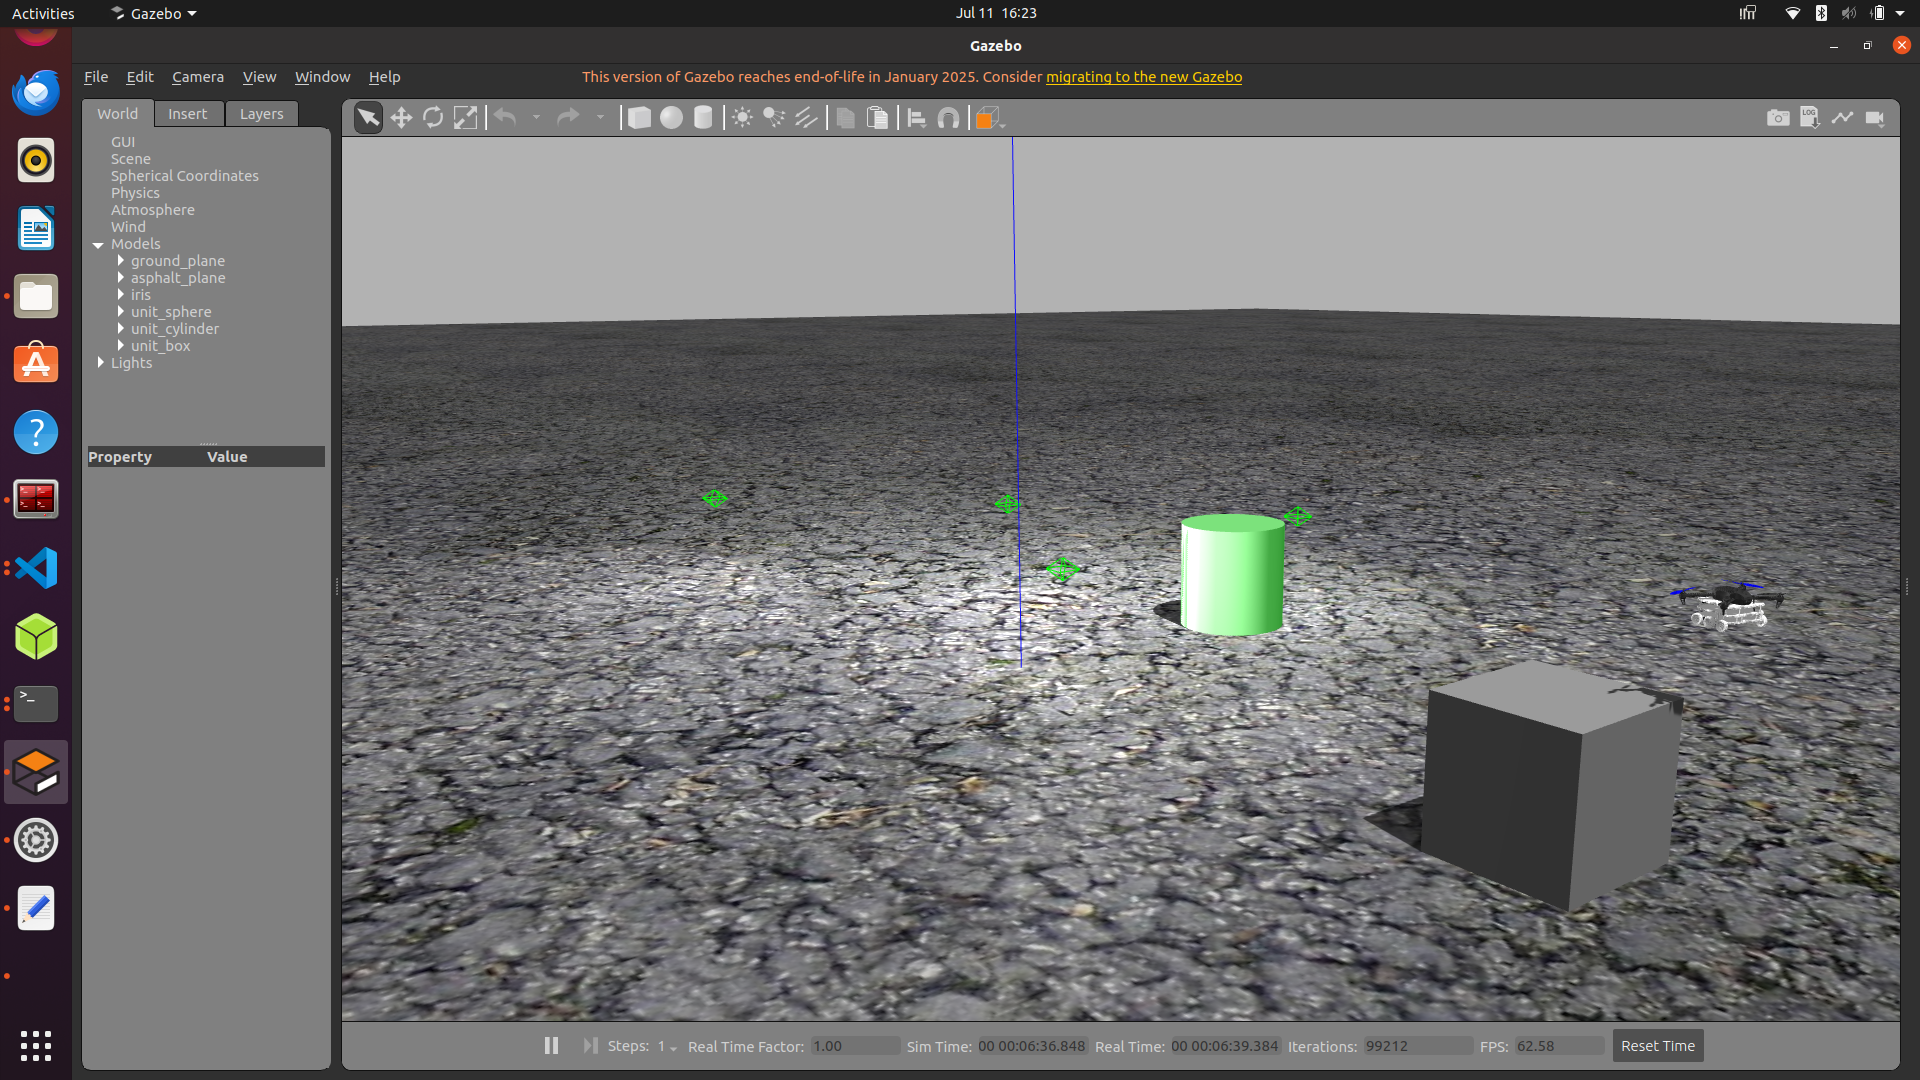 Activities
Gazebo
Jul 11 16:23
Gazebo
File Edit Camera View Window Help
This version of Gazebo reaches end-of-life in January 2025. Consider migrating to the new Gazebo
World Insert Layers
LOG
GUI
Scene
Spherical Coordinates
Physics
Atmosphere
Wind
Models
ground_plane
asphalt_plane
iris
unit_sphere
unit_cylinder
unit_box
Lights
Property Value
Steps: 1 Real Time Factor: 1.00 Sim Time: 00 00:06:36.848 Real Time: 00 00:06:39.384 Iterations: 99212 FPS: 62.58 Reset Time